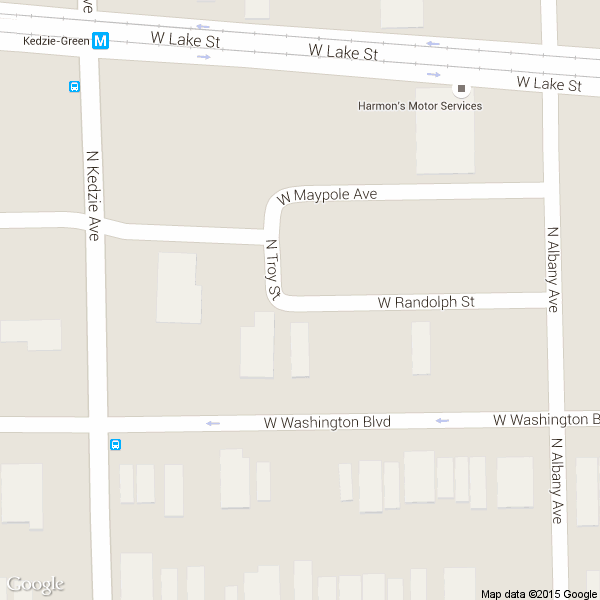 Ave
W Lake St
W Lake St
Kedzie-Green M
W Lake St
Harmon's Motor Services
N Kedzie Ave
W Maypole Ave
N Troy St
N Albany Ave
W Randolph St
W Washington Blvd
W Washington B
N Albany Ave
Google
Map data ©2015 Google